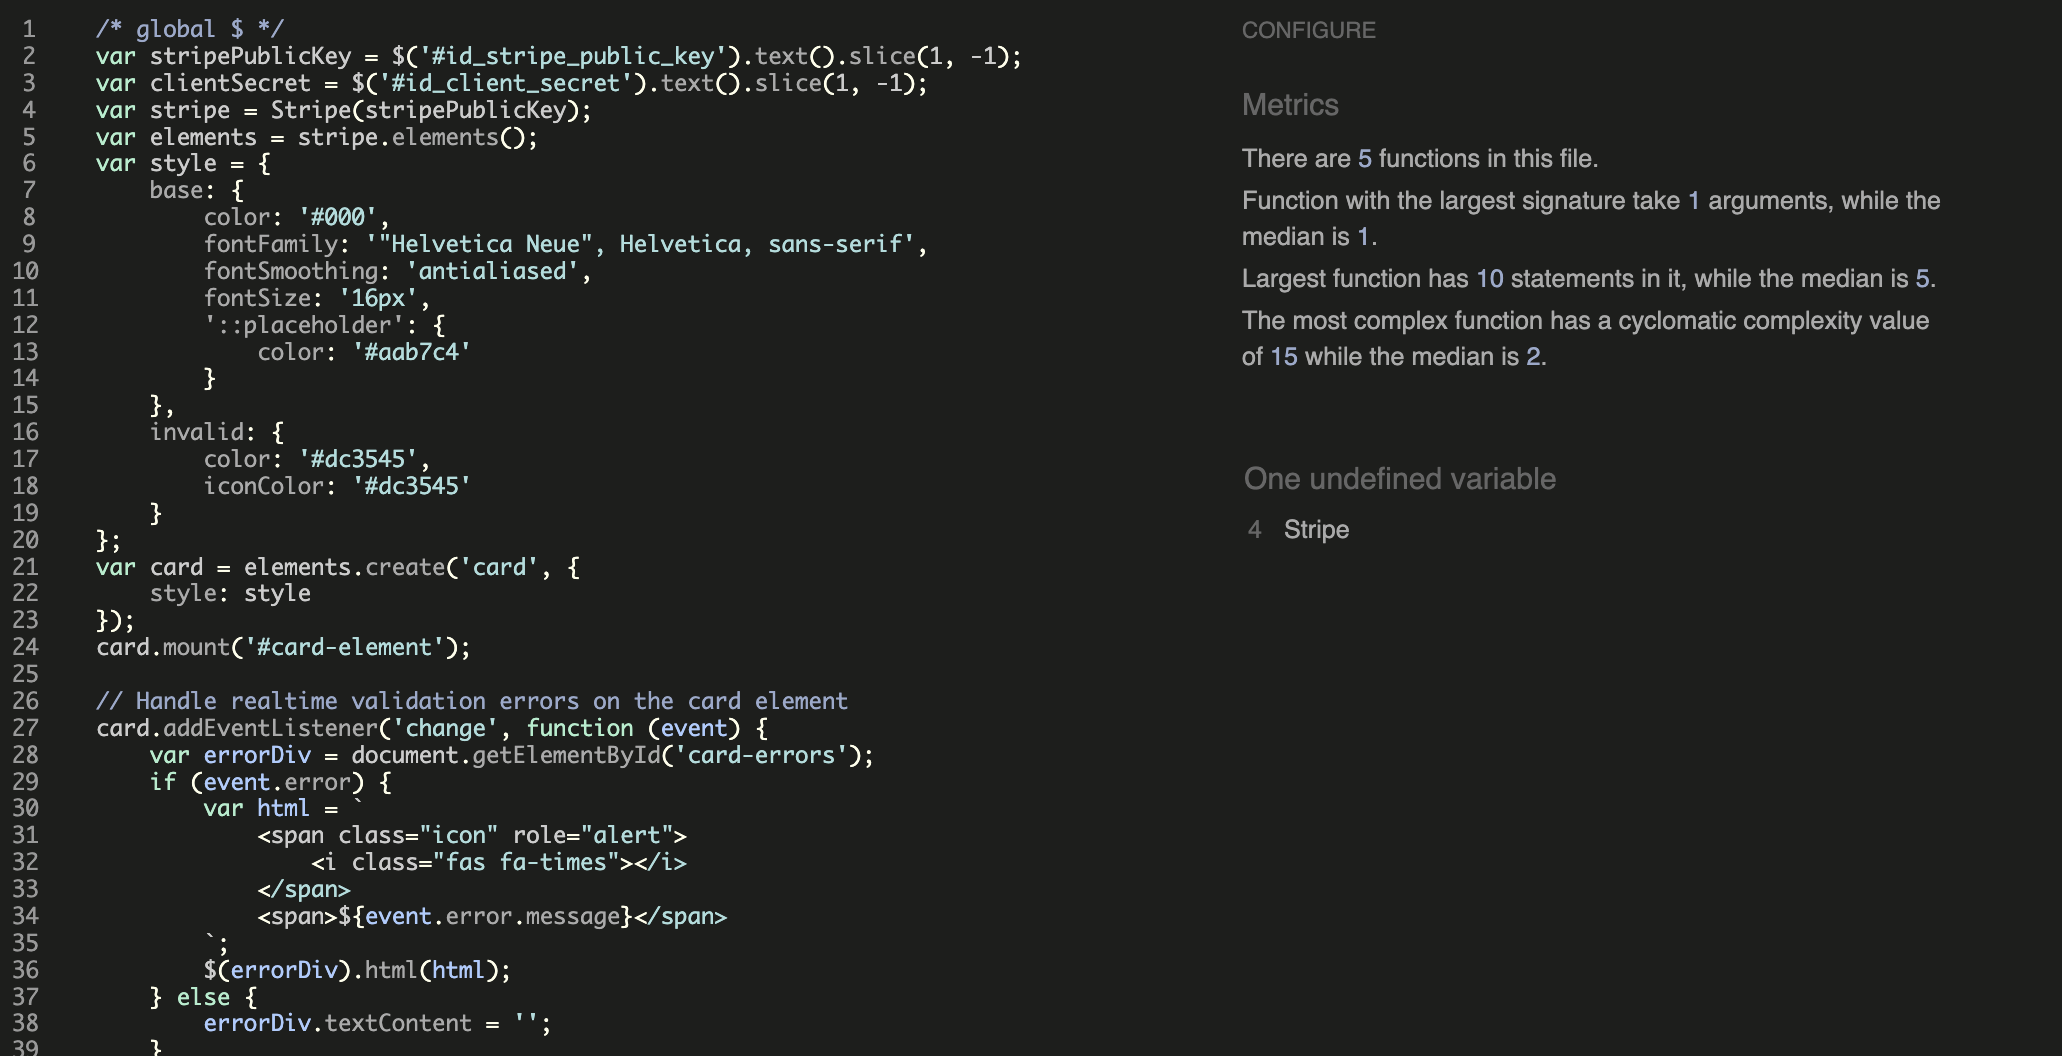 1 /* global $ */
2 var stripePublicKey = $('#id_stripe_public_key').text().slice(1, -1);
3 var clientSecret = $('#id_client_secret').text().slice(1, -1);
4 var stripe = Stripe(stripePublicKey);
5 var elements = stripe.elements();
6 var style = {
7     base: {
8         color: '#000',
9         fontFamily: '"Helvetica Neue", Helvetica, sans-serif',
10         fontSmoothing: 'antialiased',
11         fontSize: '16px',
12         '::placeholder': {
13             color: '#aab7c4'
14         }
15     },
16     invalid: {
17         color: '#dc3545',
18         iconColor: '#dc3545'
19     }
20 };
21 var card = elements.create('card', {
22     style: style
23 });
24 card.mount('#card-element');
25
26 // Handle realtime validation errors on the card element
27 card.addEventListener('change', function (event) {
28     var errorDiv = document.getElementById('card-errors');
29     if (event.error) {
30         var html = `
31             <span class="icon" role="alert">
32                 <i class="fas fa-times"></i>
33             </span>
34             <span>${event.error.message}</span>
35         `;
36         $(errorDiv).html(html);
37     } else {
38         errorDiv.textContent = '';
39     }
CONFIGURE
Metrics
There are 5 functions in this file.
Function with the largest signature take 1 arguments, while the
median is 1.
Largest function has 10 statements in it, while the median is 5.
The most complex function has a cyclomatic complexity value
of 15 while the median is 2.
One undefined variable
4 Stripe